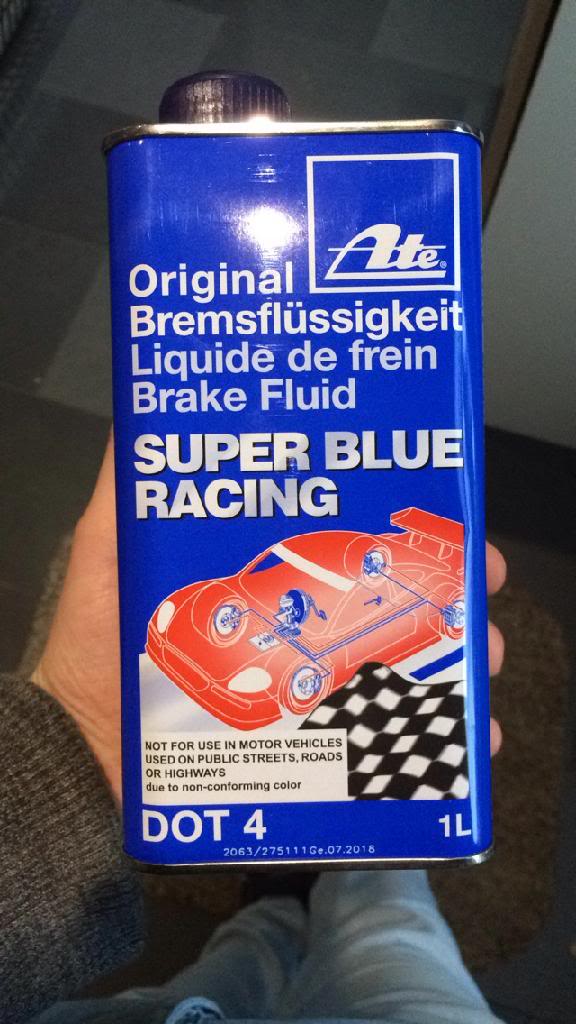 Ate®
Original
Bremsflüssigkeit
Liquide de frein
Brake Fluid
SUPER BLUE
RACING
NOT FOR USE IN MOTOR VEHICLES
USED ON PUBLIC STREETS, ROADS
OR HIGHWAYS
due to non-conforming color
DOT 4
1L
2063/275111Ge.07.2018